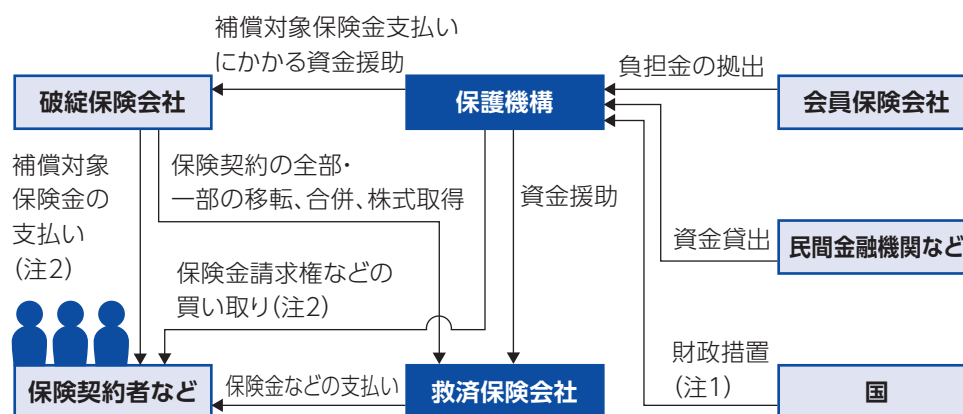 補償対象保険金支払い
にかかる資金援助
負担金の拠出
破綻保険会社
保護機構
会員保険会社
補償対象
保険金の
支払い
(注2)
保険契約の全部・
一部の移転、合併、株式取得
資金援助
資金貸出
民間金融機関など
保険金請求権などの
買い取り(注2)
財政措置
(注1)
保険契約者など
保険金などの支払い
救済保険会社
国